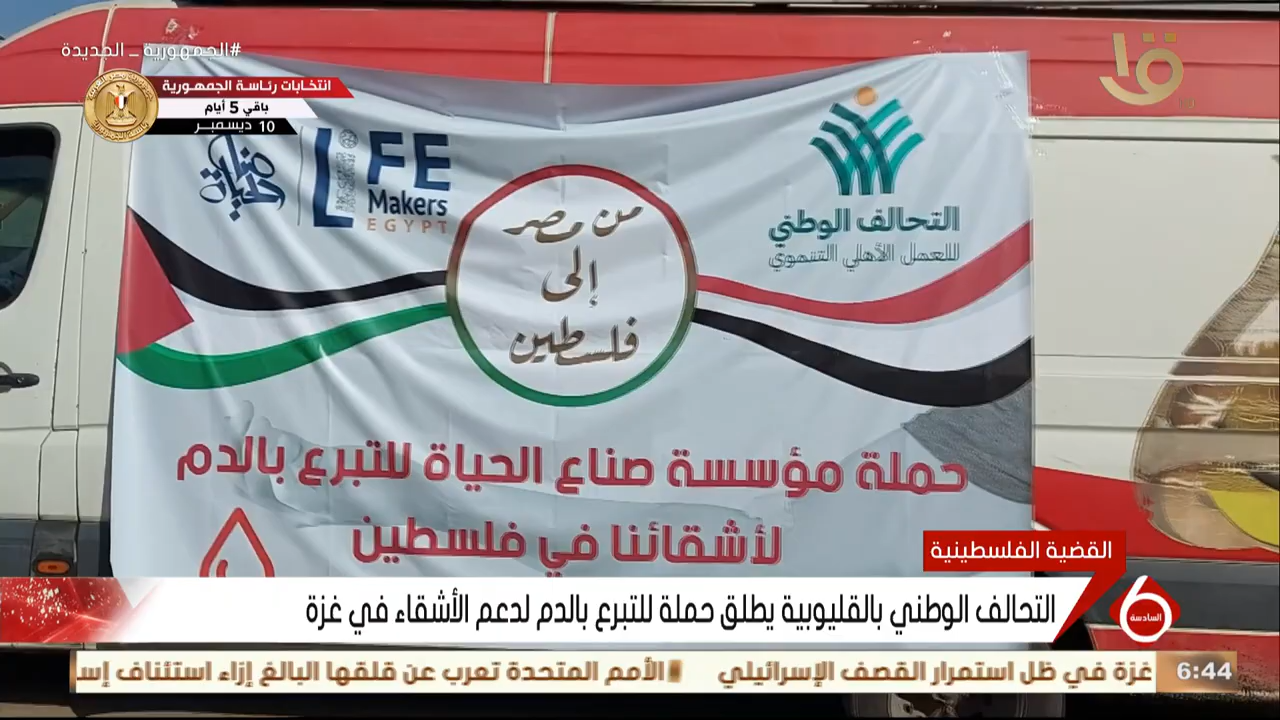 #الجمهورية_الجديدة
انتخابات رئاسة الجمهورية
باقي 5 أيام
10 ديسمبر
صناع الحياة
LIFE
Makers
EGYPT
التحالف الوطني
للعمل الأهلي التنموي
من مصر
إلى
فلسطين
حملة مؤسسة صناع الحياة للتبرع بالدم
لأشقائنا في فلسطين
القضية الفلسطينية
التحالف الوطني بالقليوبية يطلق حملة للتبرع بالدم لدعم الأشقاء في غزة
السادسة
6:44 غزة في ظل استمرار القصف الإسرائيلي الأمم المتحدة تعرب عن قلقها البالغ إزاء استئناف إس